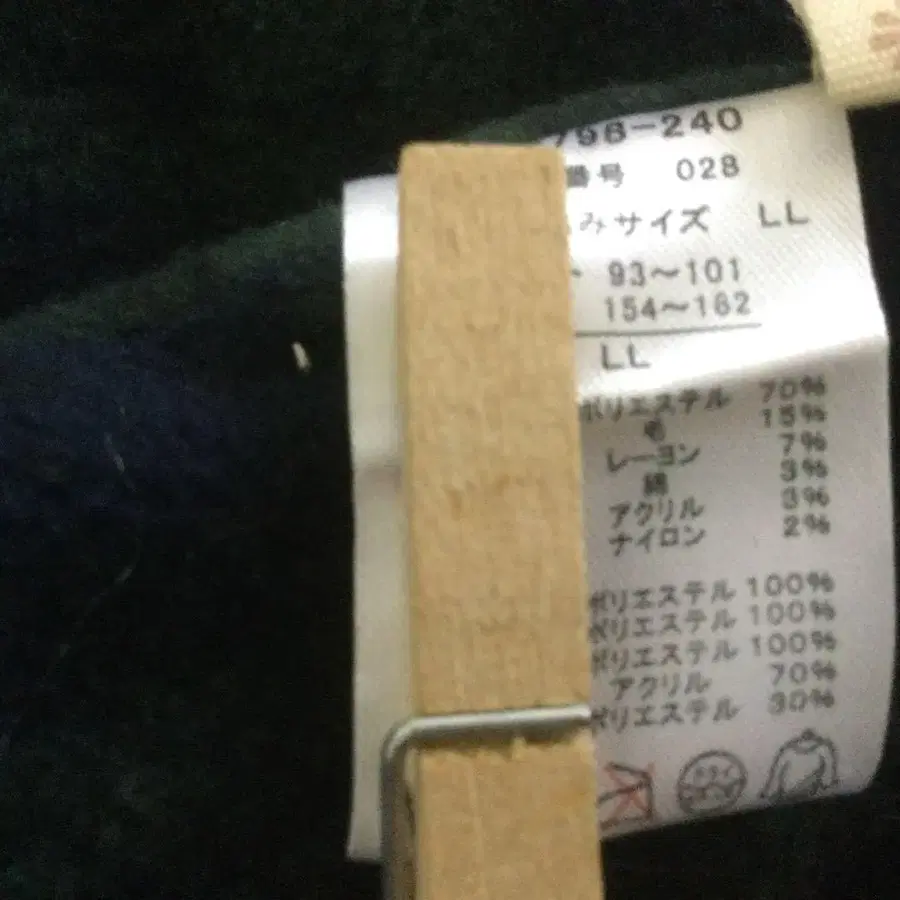 798-240
番号 028
みサイズ LL
93～101
154～162
LL
ポリエステル 70%
毛 15%
レーヨン 7%
綿 3%
アクリル 3%
ナイロン 2%
ポリエステル 100%
ポリエステル 100%
ポリエステル 100%
アクリル 70%
ポリエステル 30%